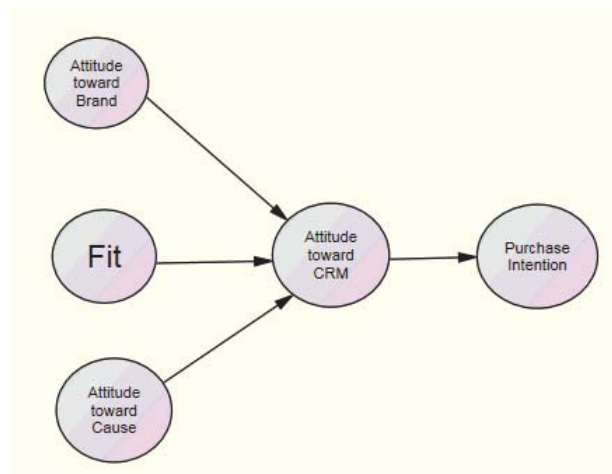 Attitude
toward
Brand
Fit
Attitude
toward
CRM
Purchase
Intention
Attitude
toward
Cause